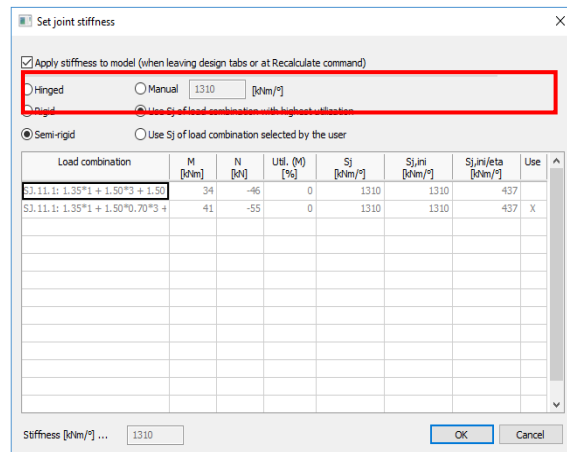 Set joint stiffness
Apply stiffness to model (when leaving design tabs or at Recalculate command)
Hinged Manual 1310 [kNm/°]
Rigid Use Sj of load combination with highest utilization
Semi-rigid Use Sj of load combination selected by the user
Load combination M N Util. (M) Sj Sj,ini Sj,ini/eta Use
[kNm] [kN] [%] [kNm/°] [kNm/°] [kNm/°]
SJ.11.1: 1.35*1 + 1.50*3 + 1.50 34 -46 0 1310 1310 437
SJ.11.1: 1.35*1 + 1.50*0.70*3 + 41 -55 0 1310 1310 437 X
Stiffness [kNm/°] ... 1310 OK Cancel